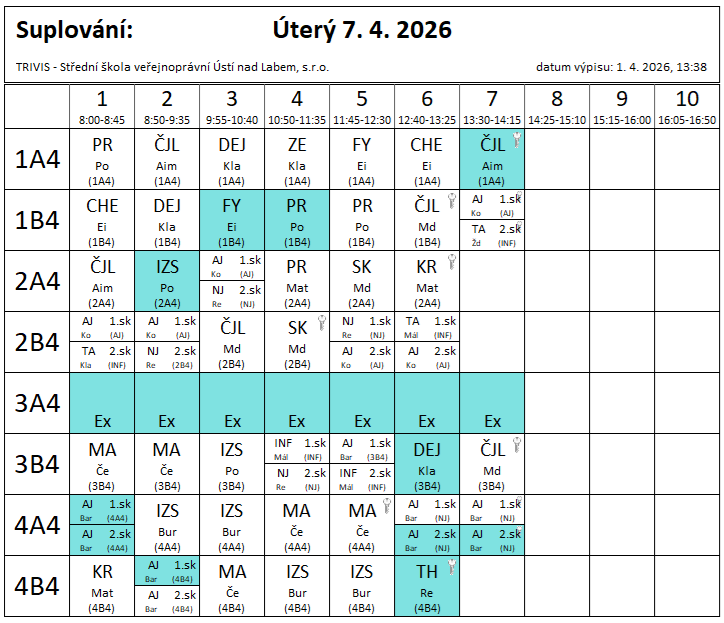 Suplování: Úterý 7. 4. 2026
TRIVIS - Střední škola veřejnoprávní Ústí nad Labem, s.r.o. datum výpisu: 1. 4. 2026, 13:38
1 2 3 4 5 6 7 8 9 10
8:00-8:45 8:50-9:35 9:55-10:40 10:50-11:35 11:45-12:30 12:40-13:25 13:30-14:15 14:25-15:10 15:15-16:00 16:05-16:50
1A4
PR ČJL DEJ ZE FY CHE ČJL
Po Aim Kla Kla Ei Ei Aim
(1A4) (1A4) (1A4) (1A4) (1A4) (1A4) (1A4)
1B4
CHE DEJ FY PR PR ČJL AJ 1.sk
Ei Kla Ei Po Po Md Ko (AJ)
(1B4) (1B4) (1B4) (1B4) (1B4) (1B4) TA 2.sk
Žd (INF)
2A4
ČJL IZS AJ 1.sk PR SK KR
Aim Po Ko (AJ) Mat Md Mat
(2A4) (2A4) NJ 2.sk (2A4) (2A4) (2A4)
Re (NJ)
2B4
AJ 1.sk AJ 1.sk ČJL SK NJ 1.sk TA 1.sk
Ko (AJ) Ko (AJ) Md Md Re (NJ) Mál (INF)
TA 2.sk NJ 2.sk (2B4) (2B4) AJ 2.sk AJ 2.sk
Kla (INF) Re (2B4) Ko (AJ) Ko (AJ)
3A4
Ex Ex Ex Ex Ex Ex Ex
3B4
MA MA IZS INF 1.sk AJ 1.sk DEJ ČJL
Če Če Po Mál (INF) Bar (3B4) Kla Md
(3B4) (3B4) (3B4) NJ 2.sk INF 2.sk (3B4) (3B4)
Re (NJ) Mál (INF)
4A4
AJ 1.sk IZS IZS MA MA AJ 1.sk AJ 1.sk
Bar (4A4) Bur Bur Če Če Bar (NJ) Bar (NJ)
AJ 2.sk (4A4) (4A4) (4A4) (4A4) AJ 2.sk AJ 2.sk
Bar (4A4) Bar (NJ) Bar (NJ)
4B4
KR AJ 1.sk MA IZS IZS TH
Mat Bar (4B4) Če Bur Bur Re
(4B4) AJ 2.sk (4B4) (4B4) (4B4) (4B4)
Bar (4B4)